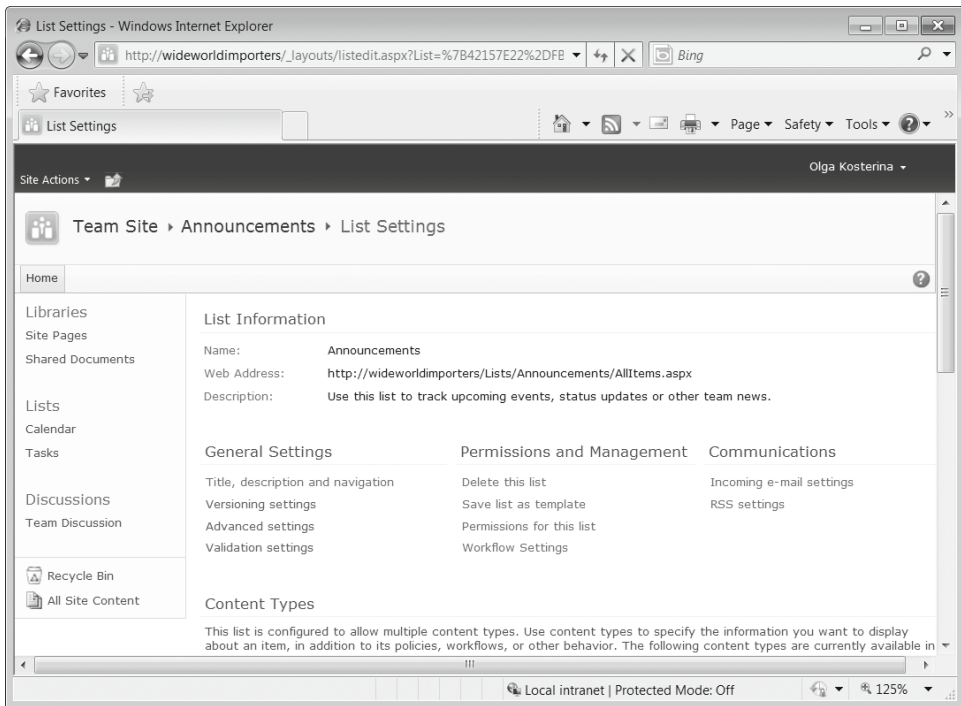 List Settings - Windows Internet Explorer
http://wideworldimporters/_layouts/listedit.aspx?List=%7B42157E22%2DFE
Bing
Favorites
List Settings
Page
Safety
Tools
Olga Kosterina
Site Actions
Team Site
Announcements
List Settings
Home
Libraries
Site Pages
Shared Documents
Lists
Calendar
Tasks
Discussions
Team Discussion
Recycle Bin
All Site Content
List Information
Name: Announcements
Web Address: http://wideworldimporters/Lists/Announcements/AllItems.aspx
Description: Use this list to track upcoming events, status updates or other team news.
General Settings
Title, description and navigation
Versioning settings
Advanced settings
Validation settings
Permissions and Management
Delete this list
Save list as template
Permissions for this list
Workflow Settings
Communications
Incoming e-mail settings
RSS settings
Content Types
This list is configured to allow multiple content types. Use content types to specify the information you want to display
about an item, in addition to its policies, workflows, or other behavior. The following content types are currently available in
Local intranet | Protected Mode: Off
125%